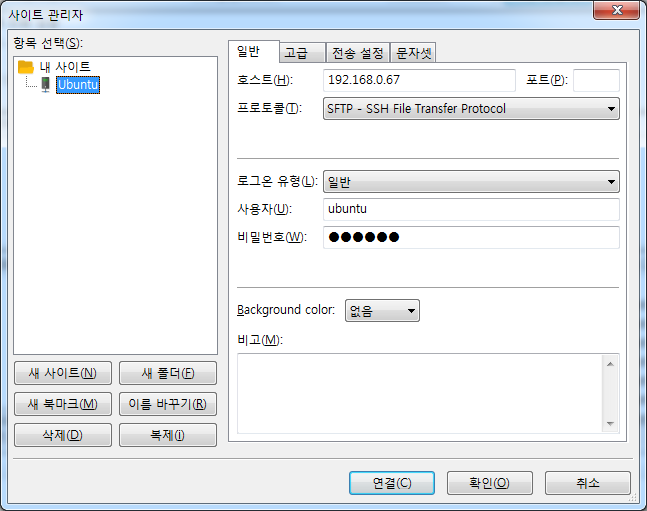 사이트 관리자
항목 선택(S):
내 사이트
Ubuntu
새 사이트(N)
새 폴더(F)
새 북마크(M)
이름 바꾸기(R)
삭제(D)
복제(I)
일반
고급
전송 설정
문자셋
호스트(H):
192.168.0.67
포트(P):
프로토콜(T):
SFTP - SSH File Transfer Protocol
로그온 유형(L):
일반
사용자(U):
ubuntu
비밀번호(W):
●●●●●●
Background color:
없음
비고(M):
연결(C)
확인(O)
취소